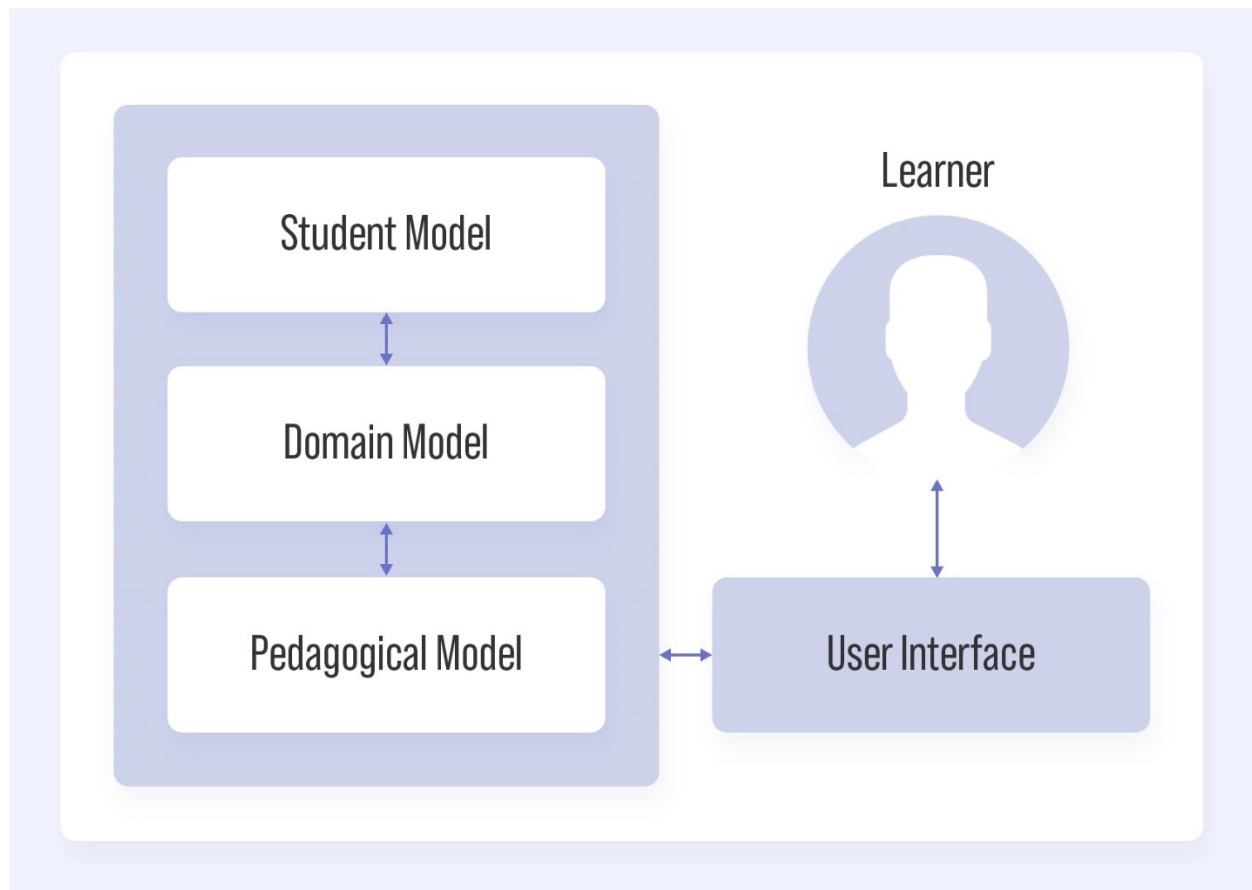 Student Model
Domain Model
Pedagogical Model
Learner
User Interface